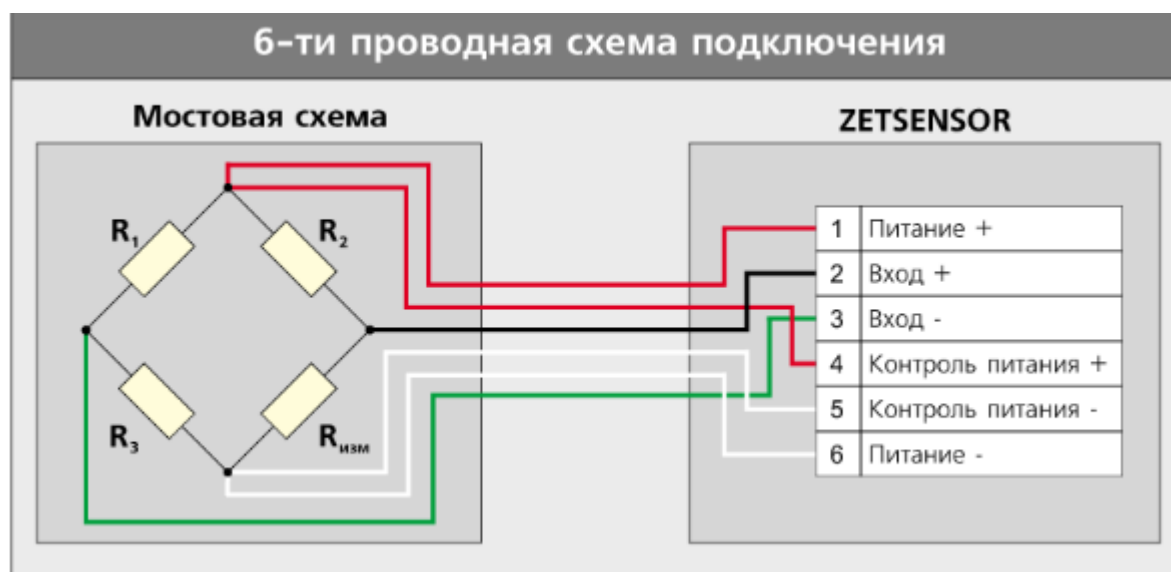 6-ти проводная схема подключения
Мостовая схема
ZETSENSOR
R₁
R₂
R₃
Rизм
1 Питание +
2 Вход +
3 Вход -
4 Контроль питания +
5 Контроль питания -
6 Питание -